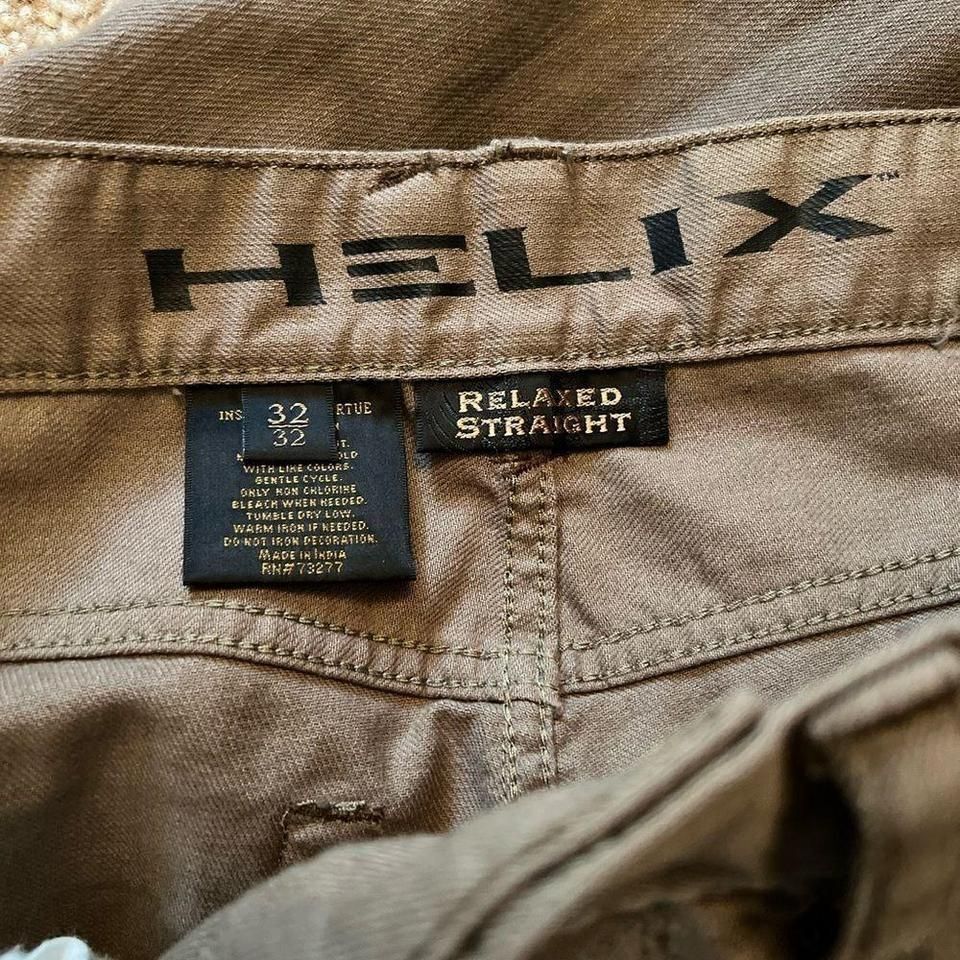 HELIX™
32
32
RELAXED
STRAIGHT
WITH LIKE COLORS.
GENTLE CYCLE.
ONLY NON CHLORINE
BLEACH WHEN NEEDED.
TUMBLE DRY LOW.
WARM IRON IF NEEDED.
DO NOT IRON DECORATION.
MADE IN INDIA
RN# 73277